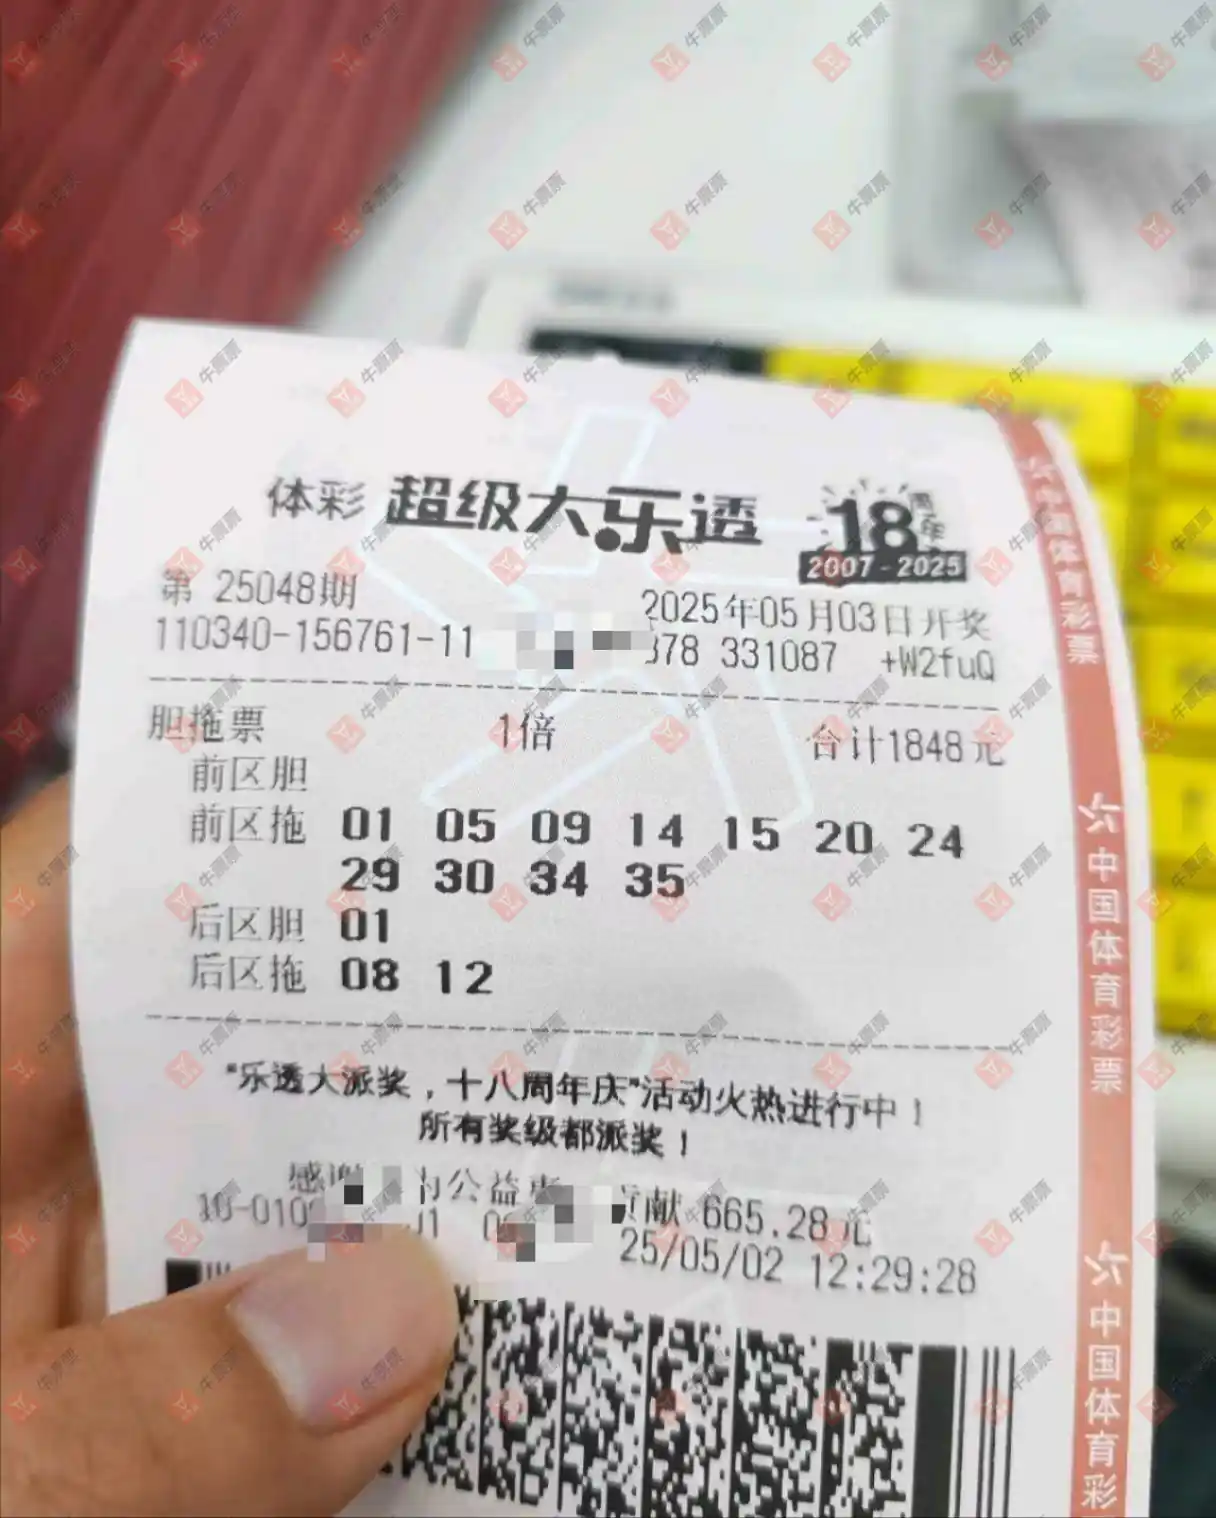 体彩 超级大乐透 18周年
2007-2025
第 25048期 2025年05月03日开奖
110340-156761-11 378 331087 +W2fuQ
胆拖票 1倍 合计1848元
前区胆
前区拖 01 05 09 14 15 20 24
29 30 34 35
后区胆 01
后区拖 08 12
"乐透大派奖，十八周年庆"活动火热进行中！
所有奖级都派奖！
感谢 为公益 贡献 665.28元
25/05/02 12:29:28
中国体育彩票
中国体育彩票
中国体育彩
牛票票